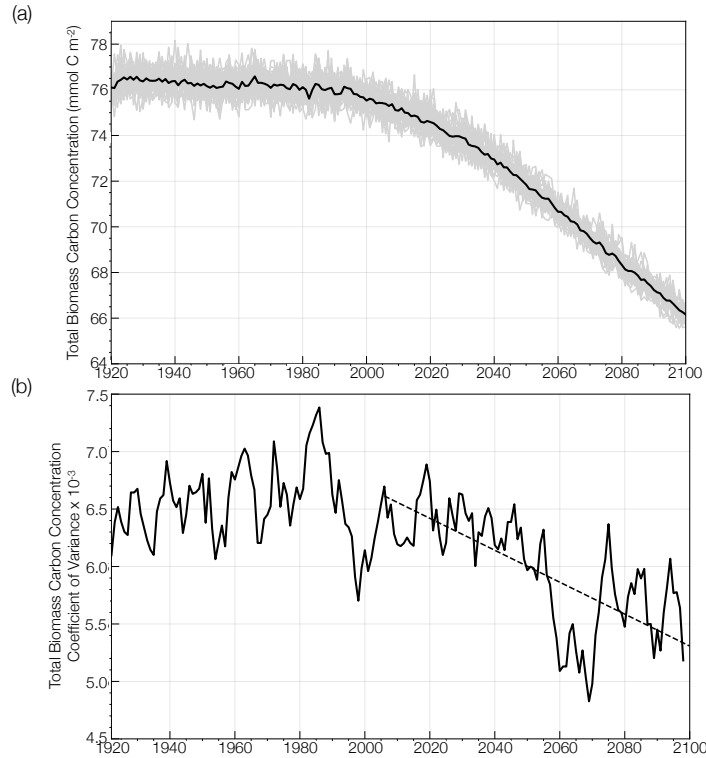 (a)
Total Biomass Carbon Concentration (mmol C m⁻²)
78
76
74
72
70
68
66
64
1920 1940 1960 1980 2000 2020 2040 2060 2080 2100
(b)
Total Biomass Carbon Concentration
Coefficient of Variance x 10⁻³
7.5
7.0
6.5
6.0
5.5
5.0
4.5
1920 1940 1960 1980 2000 2020 2040 2060 2080 2100